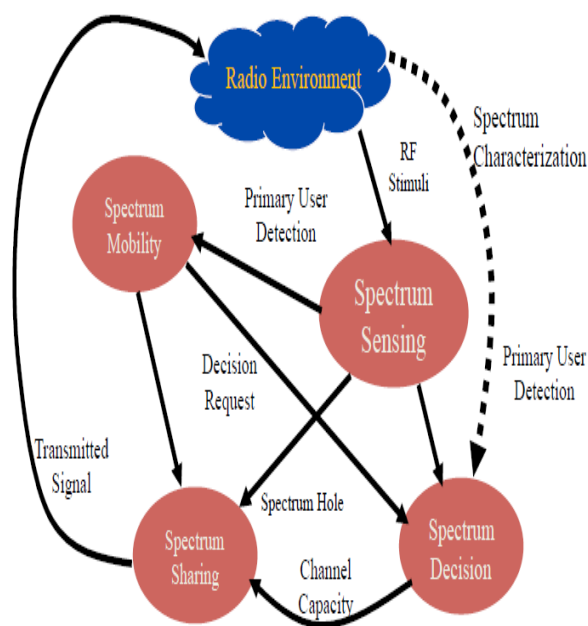 Radio Environment
Spectrum
Characterization
RF
Stimuli
Spectrum
Mobility
Primary User
Detection
Spectrum
Sensing
Decision
Request
Primary User
Detection
Transmitted
Signal
Spectrum Hole
Spectrum
Sharing
Channel
Capacity
Spectrum
Decision